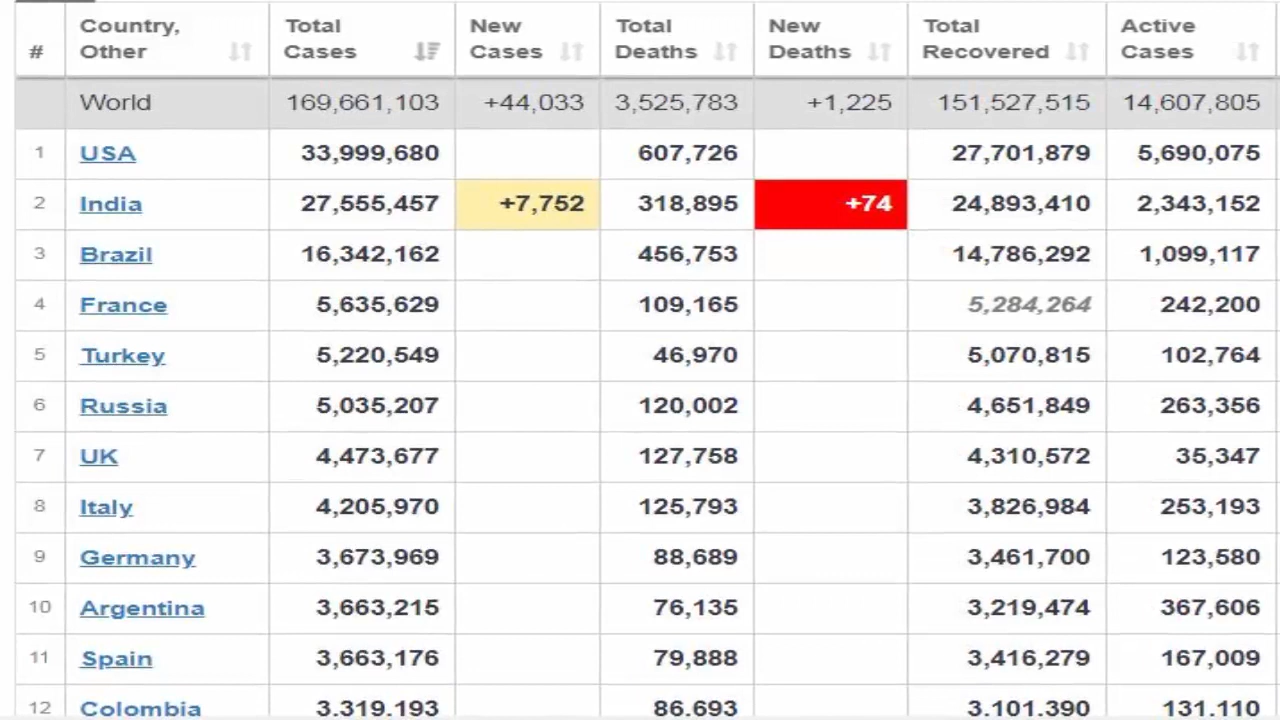 # Country, Other Total Cases New Cases Total Deaths New Deaths Total Recovered Active Cases
World 169,661,103 +44,033 3,525,783 +1,225 151,527,515 14,607,805
1 USA 33,999,680 607,726 27,701,879 5,690,075
2 India 27,555,457 +7,752 318,895 +74 24,893,410 2,343,152
3 Brazil 16,342,162 456,753 14,786,292 1,099,117
4 France 5,635,629 109,165 5,284,264 242,200
5 Turkey 5,220,549 46,970 5,070,815 102,764
6 Russia 5,035,207 120,002 4,651,849 263,356
7 UK 4,473,677 127,758 4,310,572 35,347
8 Italy 4,205,970 125,793 3,826,984 253,193
9 Germany 3,673,969 88,689 3,461,700 123,580
10 Argentina 3,663,215 76,135 3,219,474 367,606
11 Spain 3,663,176 79,888 3,416,279 167,009
12 Colombia 3,319,193 86,693 3,101,390 131,110